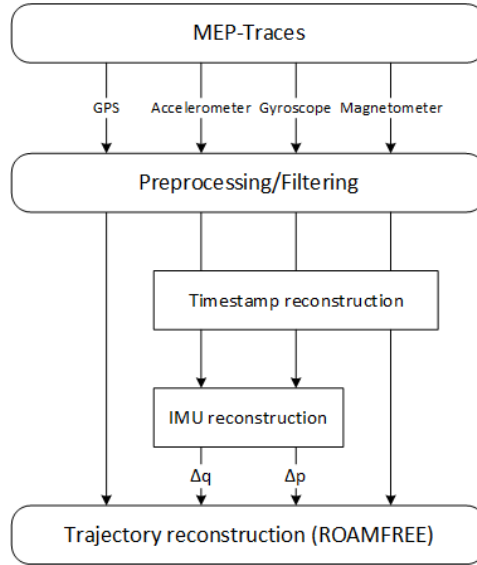 MEP-Traces
GPS Accelerometer Gyroscope Magnetometer
Preprocessing/Filtering
Timestamp reconstruction
IMU reconstruction
Δq Δp
Trajectory reconstruction (ROAMFREE)